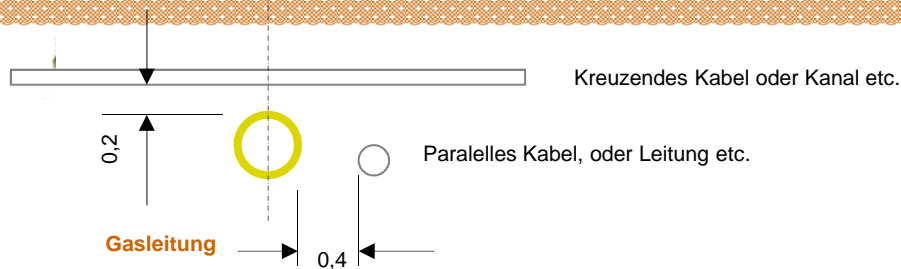 Kreuzendes Kabel oder Kanal etc.
0,2
Paralelles Kabel, oder Leitung etc.
Gasleitung
0,4